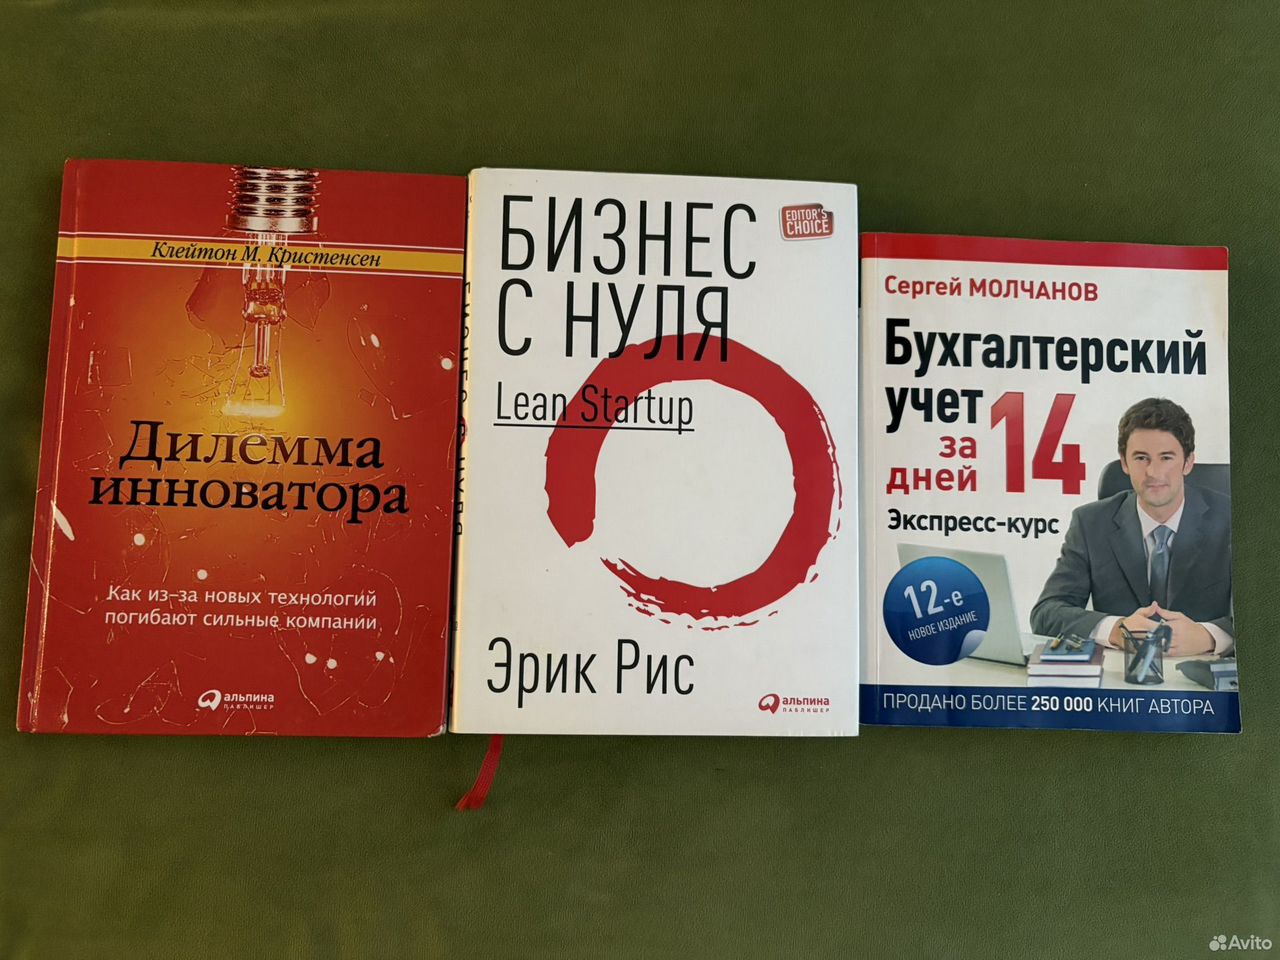 Клейтон М. Кристенсен
Дилемма
инноватора
Как из-за новых технологий
погибают сильные компании
альпина
ПАБЛИШЕР
БИЗНЕС С НУЛЯ
БИЗНЕС
С НУЛЯ
EDITOR'S
CHOICE
Lean Startup
Эрик Рис
альпина
ПАБЛИШЕР
Сергей МОЛЧАНОВ
Бухгалтерский
учет
за 14
дней
Экспресс-курс
12-е
НОВОЕ ИЗДАНИЕ
ПРОДАНО БОЛЕЕ 250 000 КНИГ АВТОРА
Avito